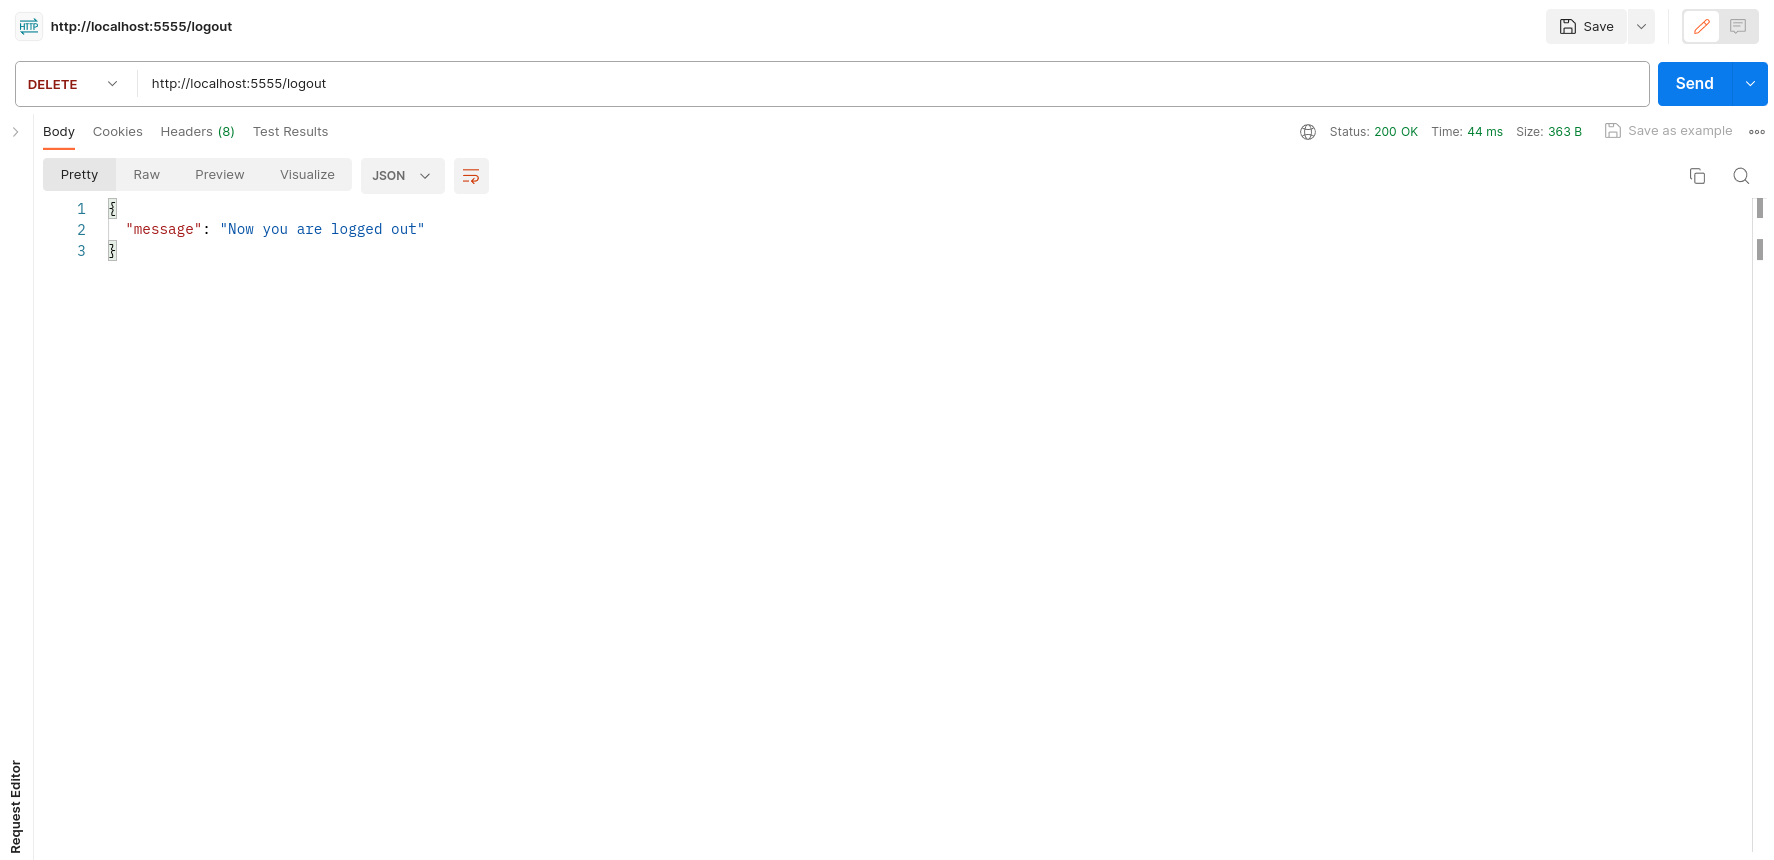 HTTP http://localhost:5555/logout Save
DELETE http://localhost:5555/logout Send
Body Cookies Headers (8) Test Results Status: 200 OK Time: 44 ms Size: 363 B Save as example
Pretty Raw Preview Visualize JSON
1 {
2 "message": "Now you are logged out"
3 }
Request Editor